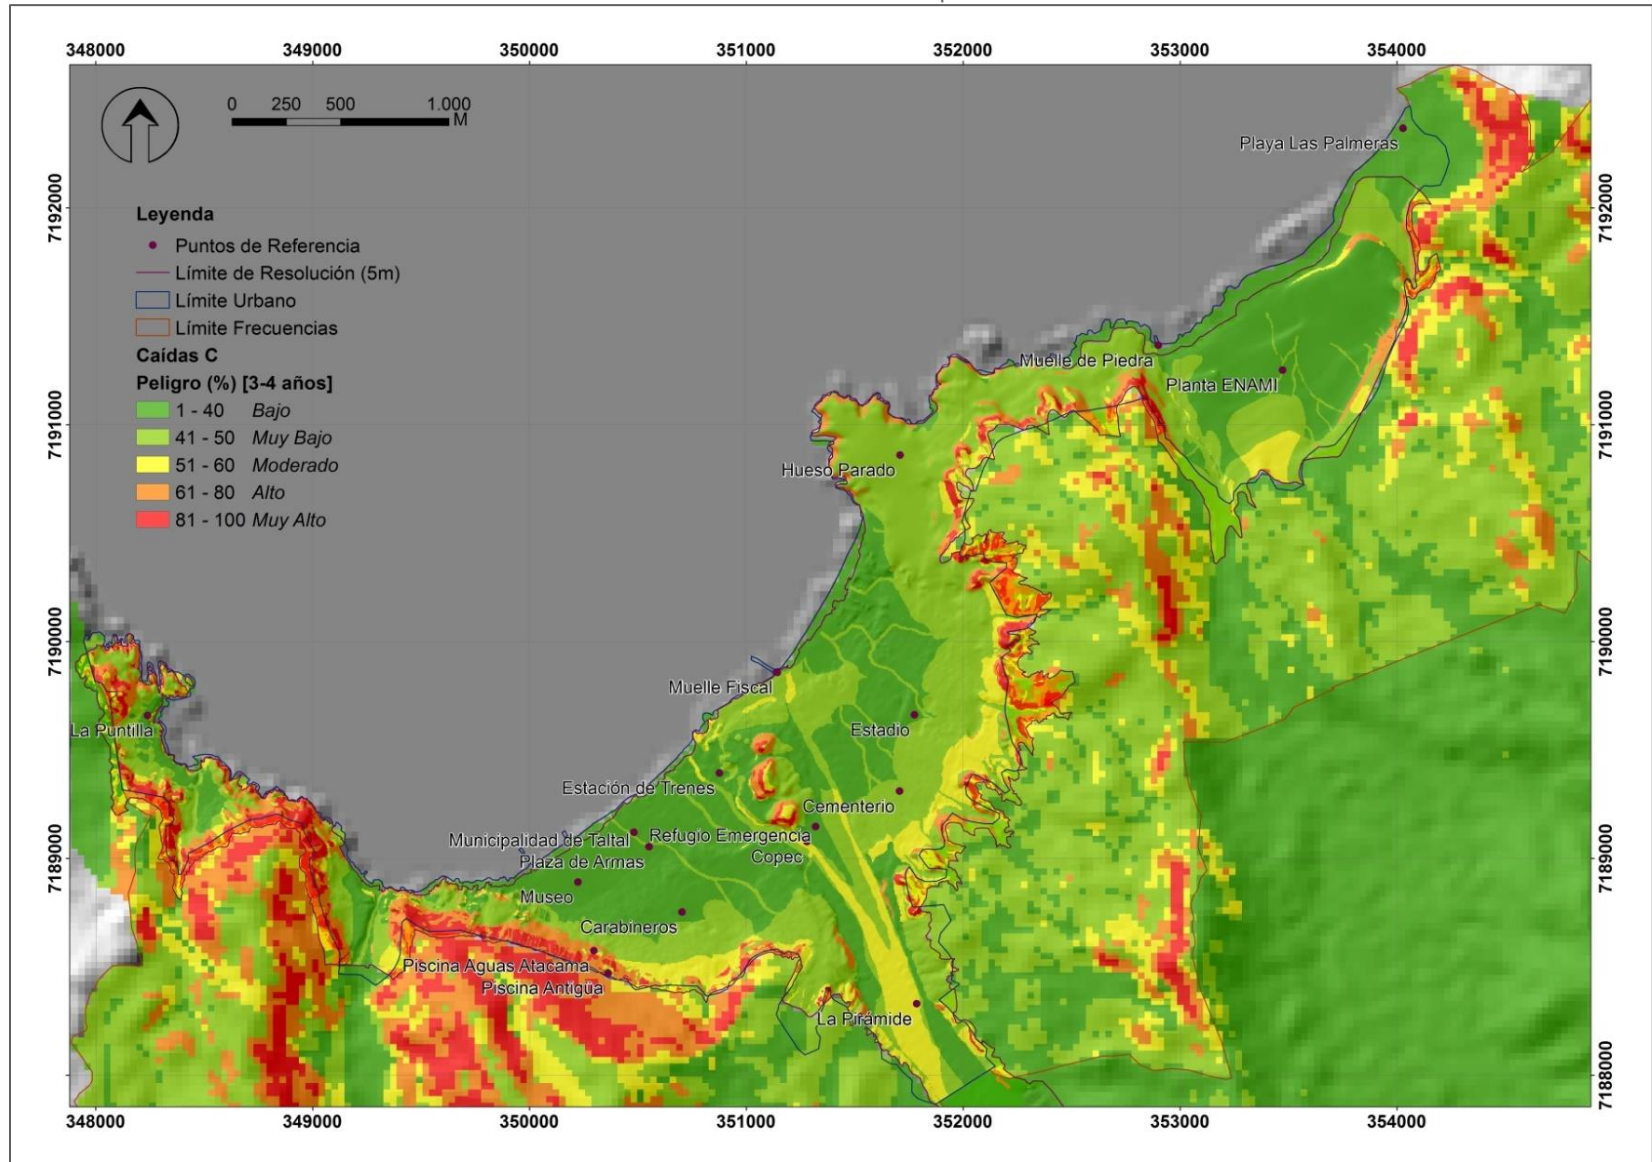 348000 349000 350000 351000 352000 353000 354000
0 250 500 1.000
M
Playa Las Palmeras
7192000 7192000
Leyenda
Puntos de Referencia
Límite de Resolución (5m)
Límite Urbano
Límite Frecuencias
Caídas C
Peligro (%) [3-4 años]
1 - 40 Bajo
41 - 50 Muy Bajo
51 - 60 Moderado
61 - 80 Alto
81 - 100 Muy Alto
Muelle de Piedra
Planta ENAMI
7191000 7191000
Hueso Parado
7190000 7190000
Muelle Fiscal
La Puntilla
Estadio
Estación de Trenes
Cementerio
Municipalidad de Taltal
Refugio Emergencia
Plaza de Armas
Copec
7189000 7189000
Museo
Carabineros
Piscina Aguas Atacama
Piscina Antigüa
La Pirámide
7188000 7188000
348000 349000 350000 351000 352000 353000 354000